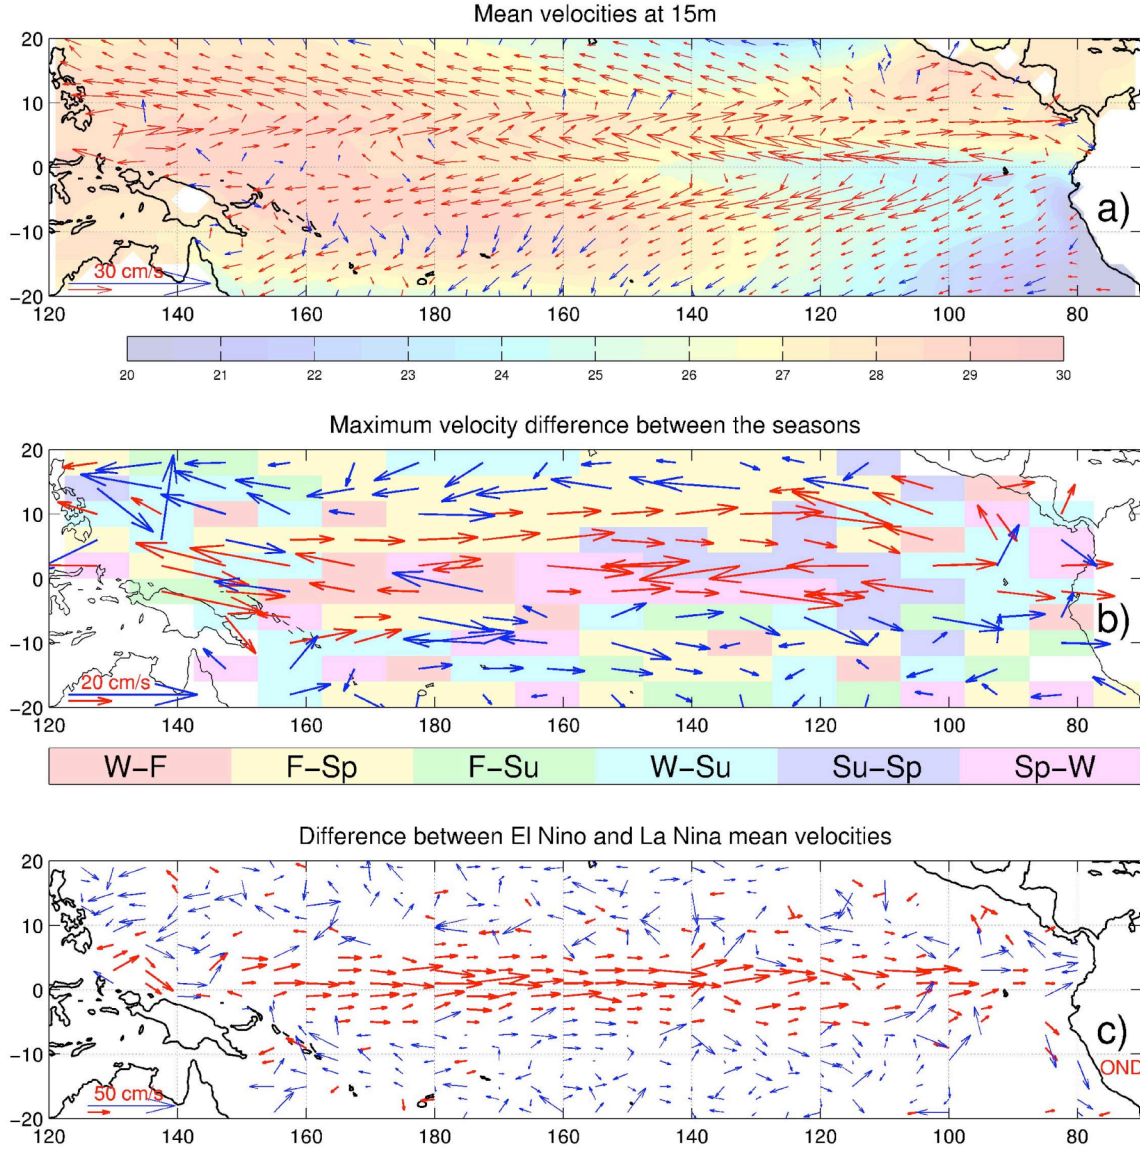 Mean velocities at 15m
20
10
0
−10
−20
a)
30 cm/s
120 140 160 180 160 140 120 100 80
20 21 22 23 24 25 26 27 28 29 30
Maximum velocity difference between the seasons
20
10
0
−10
−20
b)
20 cm/s
120 140 160 180 160 140 120 100 80
W−F F−Sp F−Su W−Su Su−Sp Sp−W
Difference between El Nino and La Nina mean velocities
20
10
0
−10
−20
c)
OND
50 cm/s
120 140 160 180 160 140 120 100 80